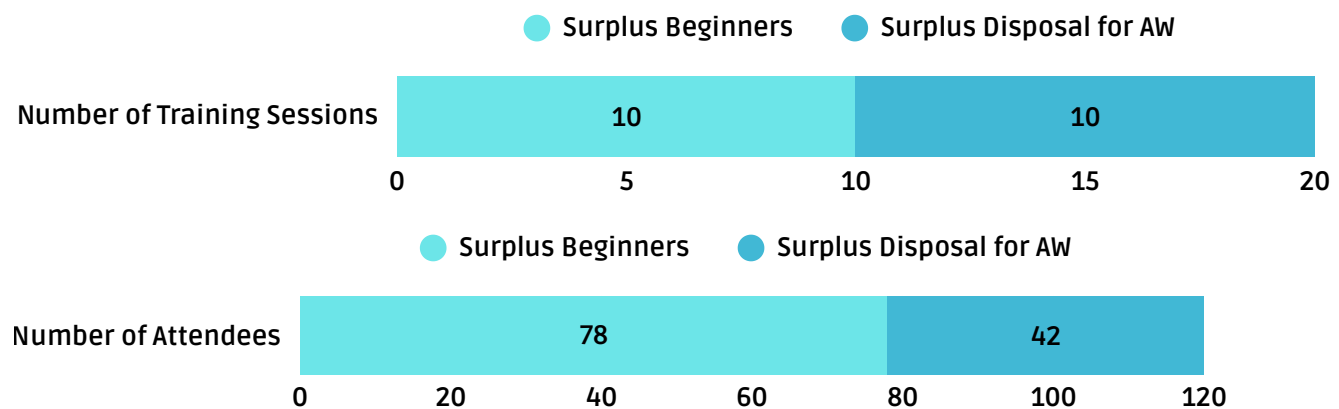 Surplus Beginners Surplus Disposal for AW
Number of Training Sessions 10 10
0 5 10 15 20
Surplus Beginners Surplus Disposal for AW
Number of Attendees 78 42
0 20 40 60 80 100 120